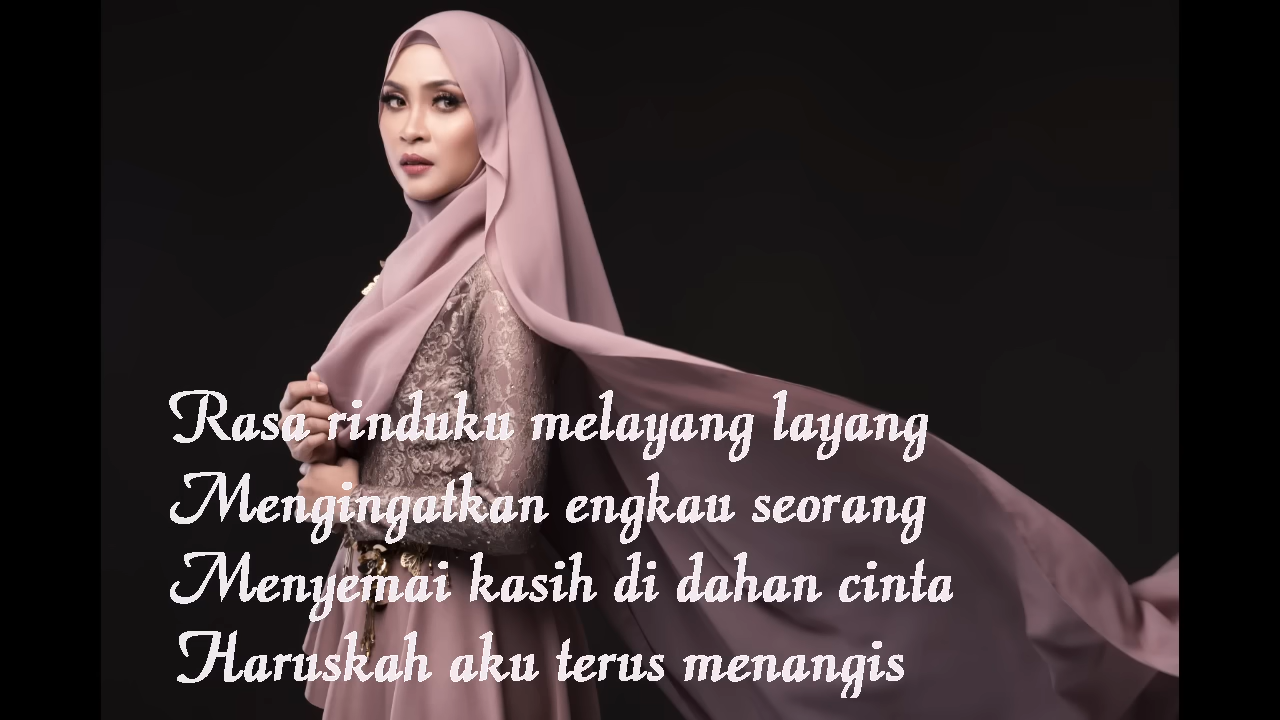 Rasa rinduku melayang layang
Mengingatkan engkau seorang
Menyemai kasih di dahan cinta
Haruskah aku terus menangis